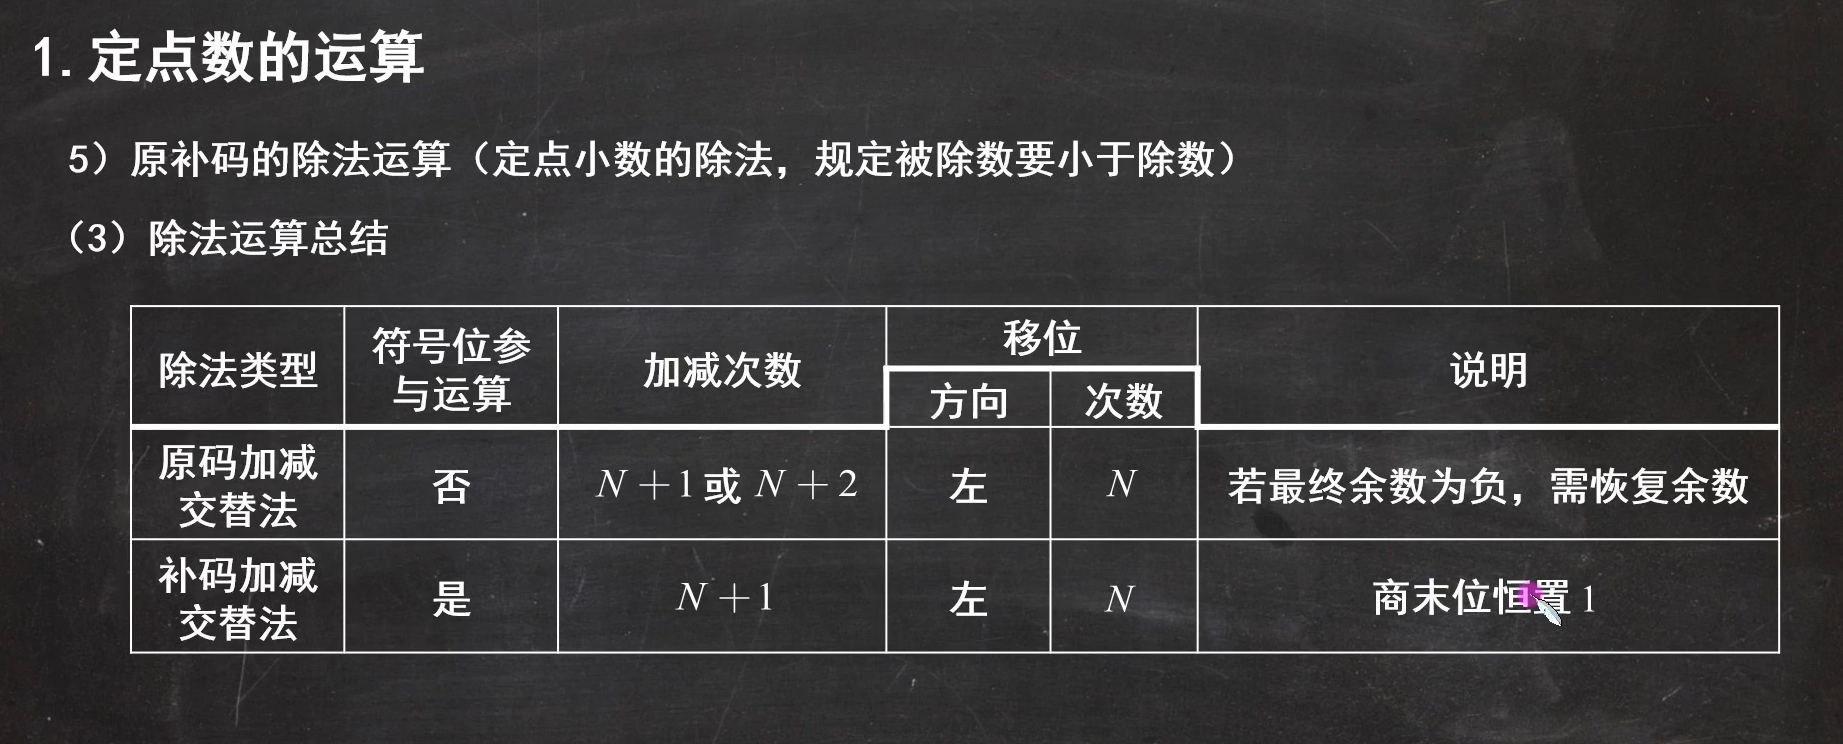 1. 定点数的运算
5）原补码的除法运算（定点小数的除法，规定被除数要小于除数）
（3）除法运算总结
除法类型
符号位参
与运算
加减次数
移位
方向
次数
说明
原码加减
交替法
否
N＋1或 N＋2
左
N
若最终余数为负，需恢复余数
补码加减
交替法
是
N＋1
左
N
商末位恒置 1